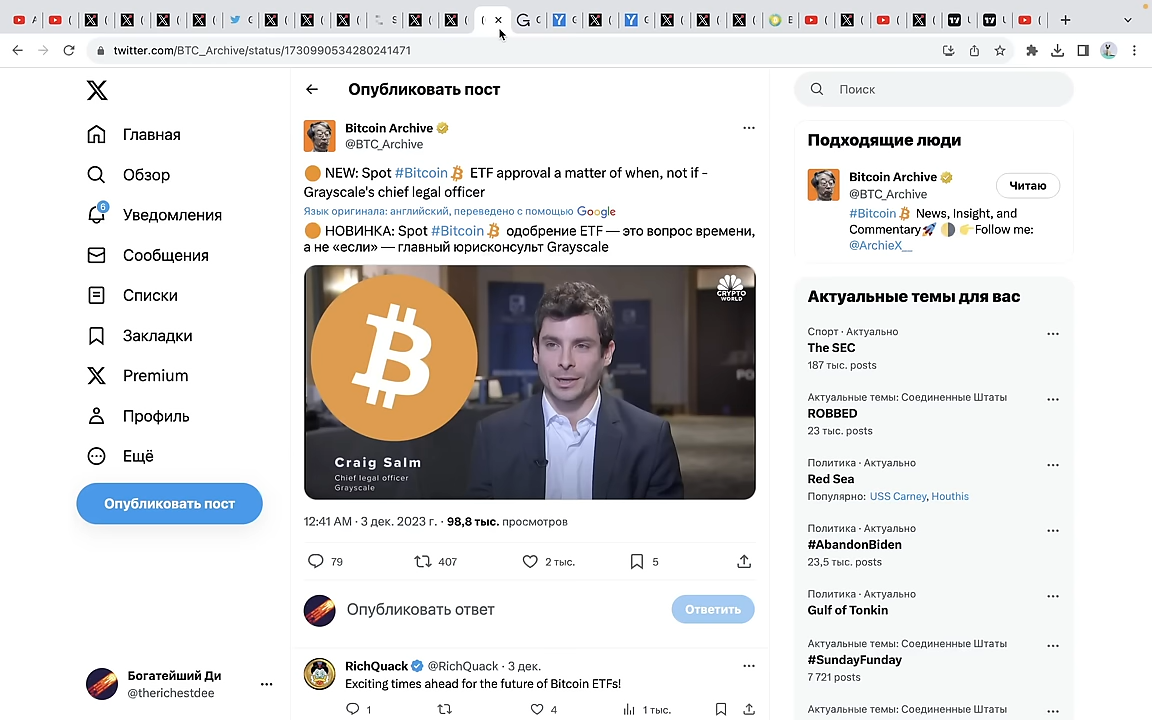 twitter.com/BTC_Archive/status/1730990534280241471
Главная
Обзор
6
Уведомления
Сообщения
Списки
Закладки
Premium
Профиль
Ещё
Опубликовать пост
Богатейший Ди
@therichestdee
Опубликовать пост
Bitcoin Archive
@BTC_Archive
NEW: Spot #Bitcoin ETF approval a matter of when, not if -
Grayscale's chief legal officer
Язык оригинала: английский, переведено с помощью Google
НОВИНКА: Spot #Bitcoin одобрение ETF — это вопрос времени,
а не «если» — главный юрисконсульт Grayscale
CRYPTO
WORLD
Craig Salm
Chief legal officer
Grayscale
12:41 AM · 3 дек. 2023 г. · 98,8 тыс. просмотров
79 407 2 тыс. 5
Опубликовать ответ
Ответить
RichQuack @RichQuack · 3 дек.
Exciting times ahead for the future of Bitcoin ETFs!
1 4 1 тыс.
Поиск
Подходящие люди
Bitcoin Archive
@BTC_Archive
Читаю
#Bitcoin News, Insight, and
Commentary Follow me:
@ArchieX__
Актуальные темы для вас
Спорт · Актуально
The SEC
187 тыс. posts
Актуальные темы: Соединенные Штаты
ROBBED
23 тыс. posts
Политика · Актуально
Red Sea
Популярно: USS Carney, Houthis
Политика · Актуально
#AbandonBiden
23,5 тыс. posts
Политика · Актуально
Gulf of Tonkin
Актуальные темы: Соединенные Штаты
#SundayFunday
7 721 posts
Актуальные темы: Соединенные Штаты